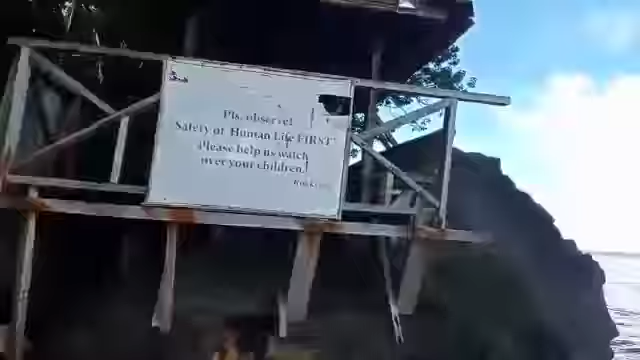 Pls. observe!
Safety of Human Life FIRST
Please help us watch
over your children.